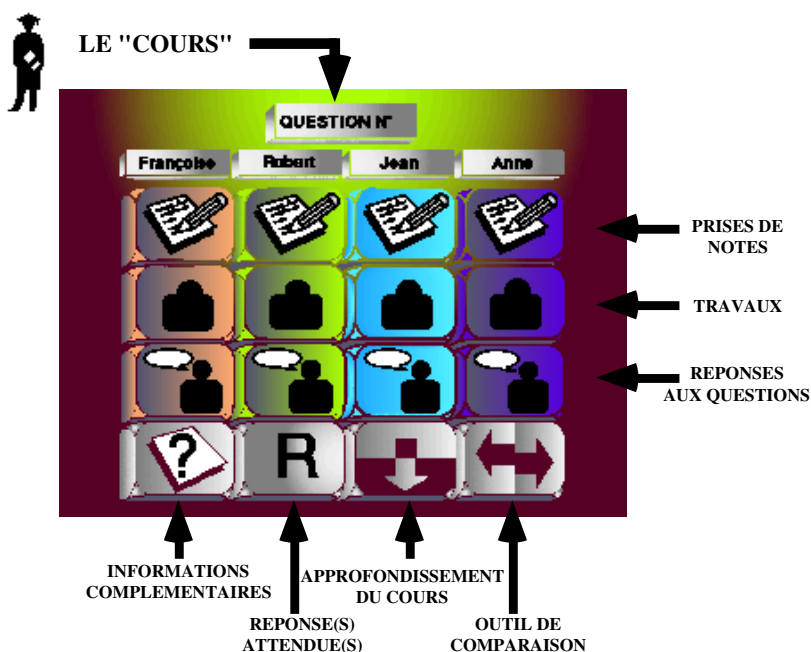 LE "COURS"
QUESTION N°
Françoise Robert Jean Anne
PRISES DE
NOTES
TRAVAUX
REPONSES
AUX QUESTIONS
?
R
INFORMATIONS
COMPLEMENTAIRES
REPONSE(S)
ATTENDUE(S)
APPROFONDISSEMENT
DU COURS
OUTIL DE
COMPARAISON